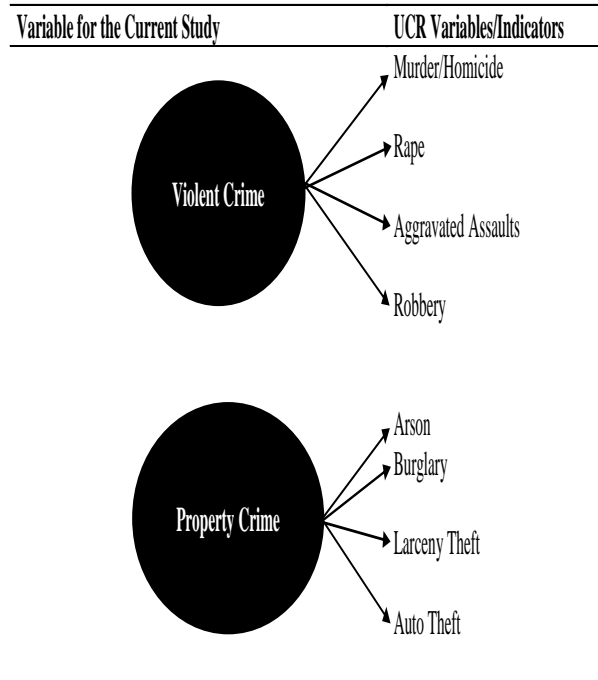 Variable for the Current Study UCR Variables/Indicators
Murder/Homicide
Rape
Violent Crime
Aggravated Assaults
Robbery
Arson
Burglary
Property Crime
Larceny Theft
Auto Theft